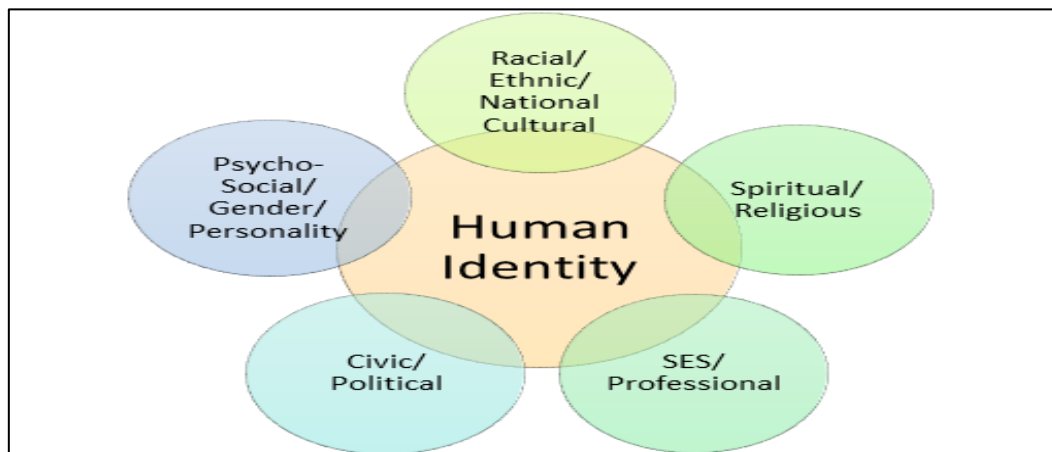 Racial/
Ethnic/
National
Cultural
Psycho-
Social/
Gender/
Personality
Spiritual/
Religious
Human
Identity
Civic/
Political
SES/
Professional